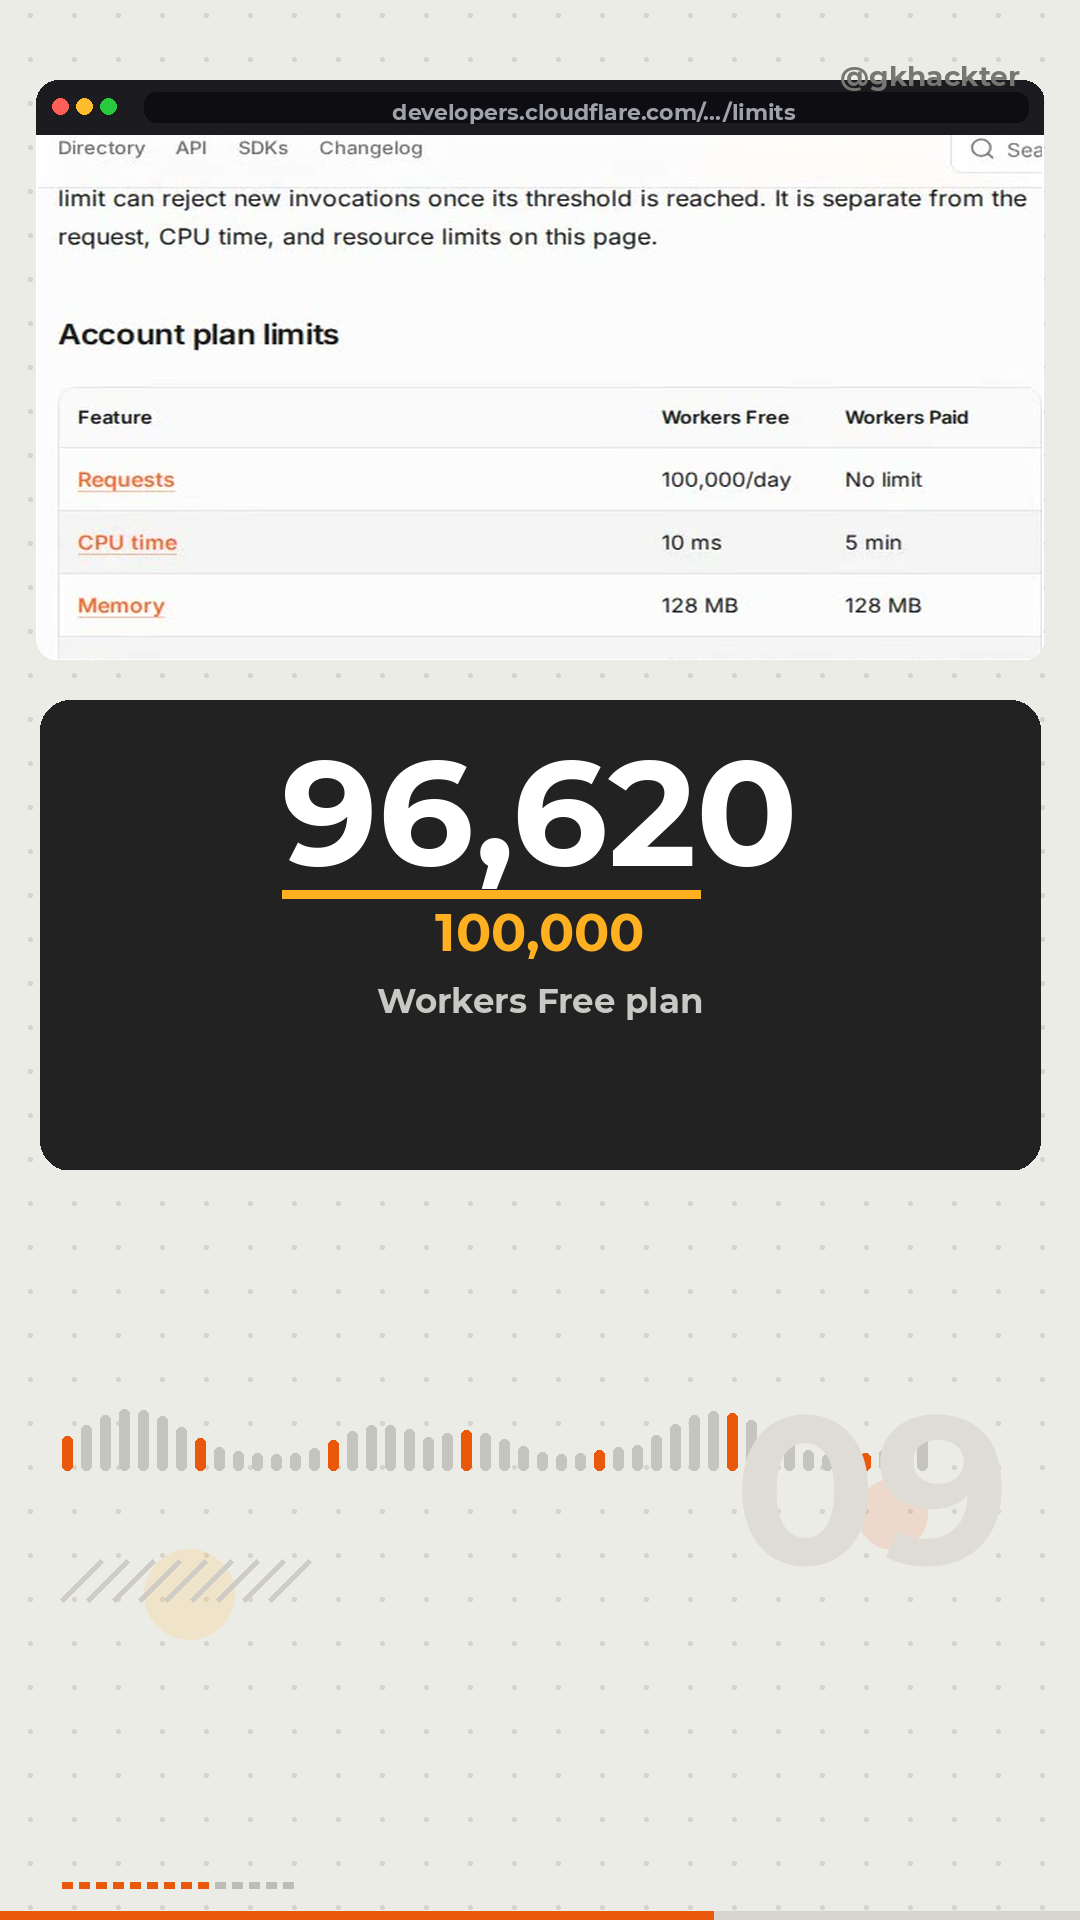 @gkhackter
developers.cloudflare.com/.../limits
Directory API SDKs Changelog Sea
limit can reject new invocations once its threshold is reached. It is separate from the
request, CPU time, and resource limits on this page.
Account plan limits
Feature Workers Free Workers Paid
Requests 100,000/day No limit
CPU time 10 ms 5 min
Memory 128 MB 128 MB
96,620
100,000
Workers Free plan
09